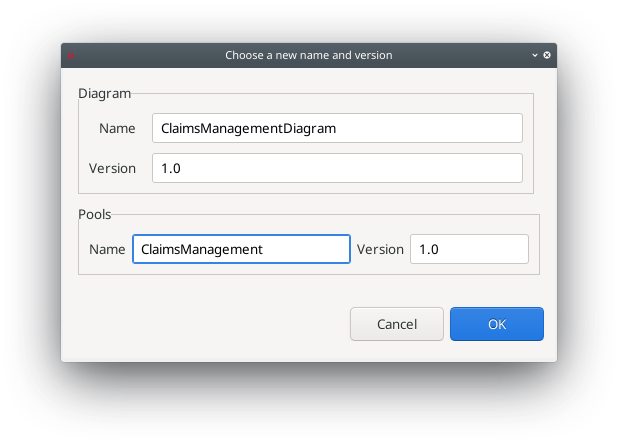 Choose a new name and version
Diagram
Name ClaimsManagementDiagram
Version 1.0
Pools
Name ClaimsManagement Version 1.0
Cancel OK